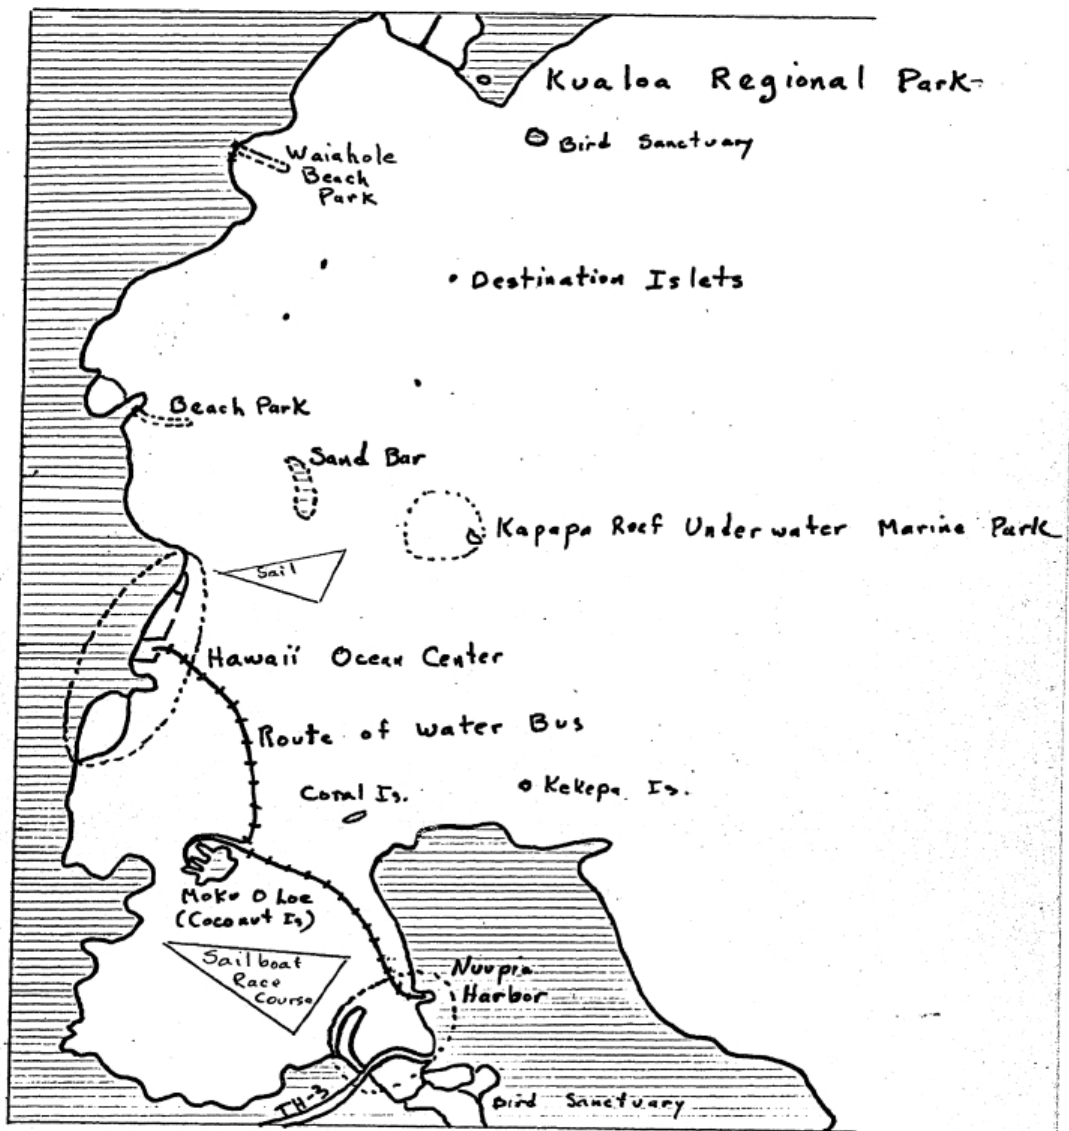 Kualoa Regional Park
Bird Sanctuary
Waiahole
Beach
Park
Destination Islets
Beach Park
Sand Bar
Kapapa Reef Underwater Marine Park
Sail
Hawaii Ocean Center
Route of Water Bus
Coral Is.
Kekepa Is.
Moku O Loe
(Coconut Is)
Sailboat
Race
Course
Nuupia
Harbor
TH-3
Bird Sanctuary